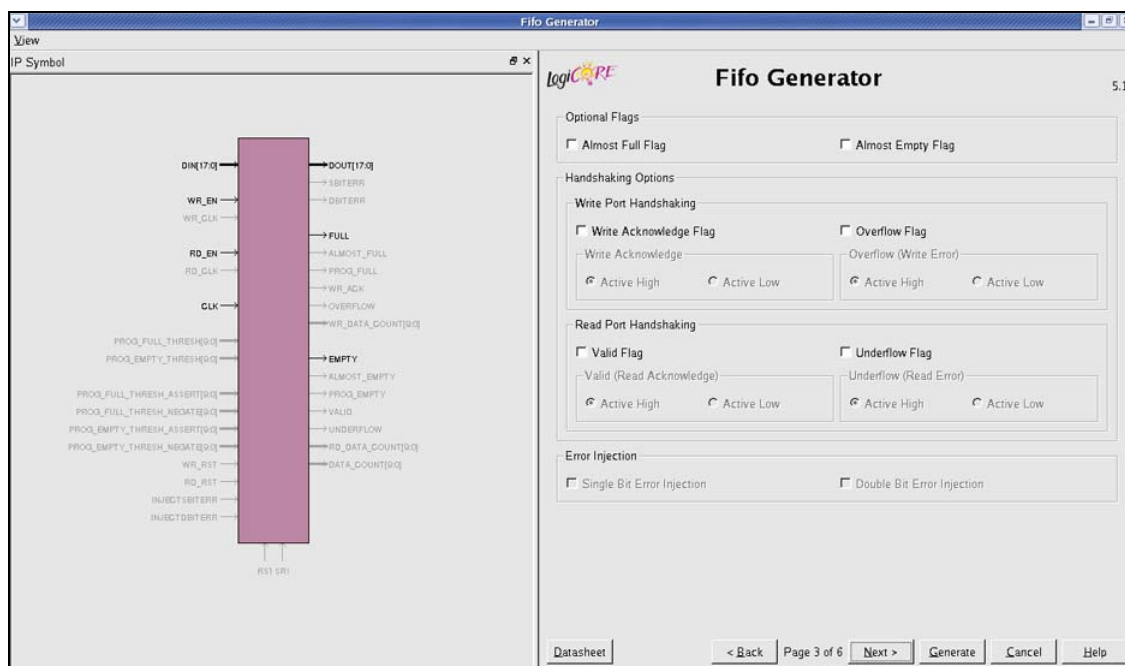 Fifo Generator
View
IP Symbol
DIN[17:0]
WR_EN
WR_CLK
RD_EN
RD_CLK
CLK
PROG_FULL_THRESH[9:0]
PROG_EMPTY_THRESH[9:0]
PROG_FULL_THRESH_ASSERT[9:0]
PROG_FULL_THRESH_NEGATE[9:0]
PROG_EMPTY_THRESH_ASSERT[9:0]
PROG_EMPTY_THRESH_NEGATE[9:0]
WR_RST
RD_RST
INJECTSBITERR
INJECTDBITERR
DOUT[17:0]
SBITERR
DBITERR
FULL
ALMOST_FULL
PROG_FULL
WR_ACK
OVERFLOW
WR_DATA_COUNT[9:0]
EMPTY
ALMOST_EMPTY
PROG_EMPTY
VALID
UNDERFLOW
RD_DATA_COUNT[9:0]
DATA_COUNT[9:0]
RST SRST
logiCORE
Fifo Generator
5.1
Optional Flags
Almost Full Flag Almost Empty Flag
Handshaking Options
Write Port Handshaking
Write Acknowledge Flag Overflow Flag
Write Acknowledge Overflow (Write Error)
Active High Active Low Active High Active Low
Read Port Handshaking
Valid Flag Underflow Flag
Valid (Read Acknowledge) Underflow (Read Error)
Active High Active Low Active High Active Low
Error Injection
Single Bit Error Injection Double Bit Error Injection
Datasheet < Back Page 3 of 6 Next > Generate Cancel Help